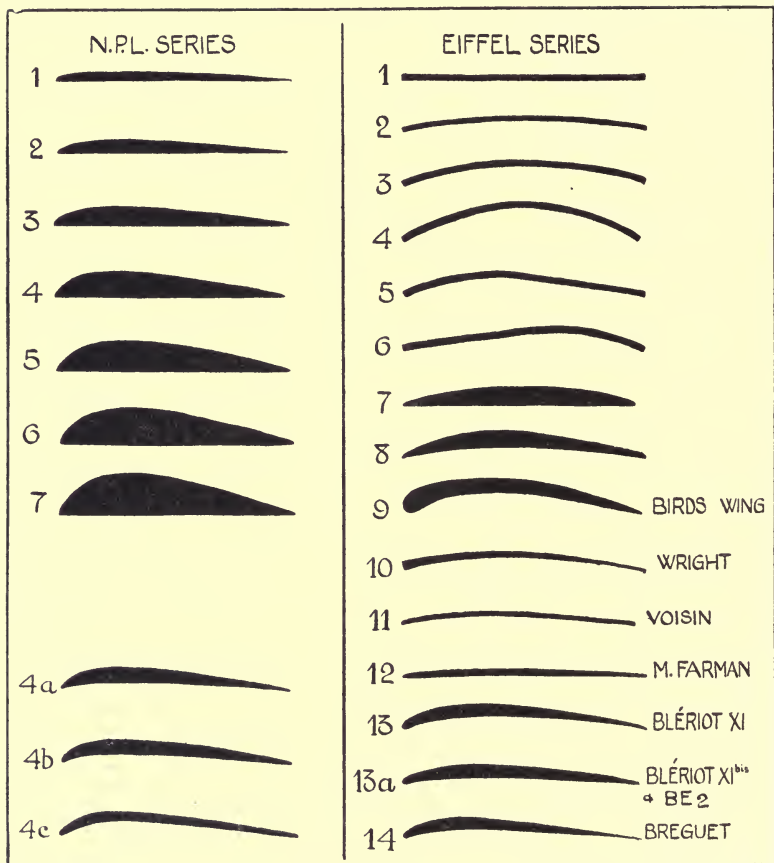 N.P.L. SERIES
1
2
3
4
5
6
7
4a
4b
4c
EIFFEL SERIES
1
2
3
4
5
6
7
8
9 BIRDS WING
10 WRIGHT
11 VOISIN
12 M. FARMAN
13 BLÉRIOT XI
13a BLÉRIOT XI bis
& BE2
14 BREGUET